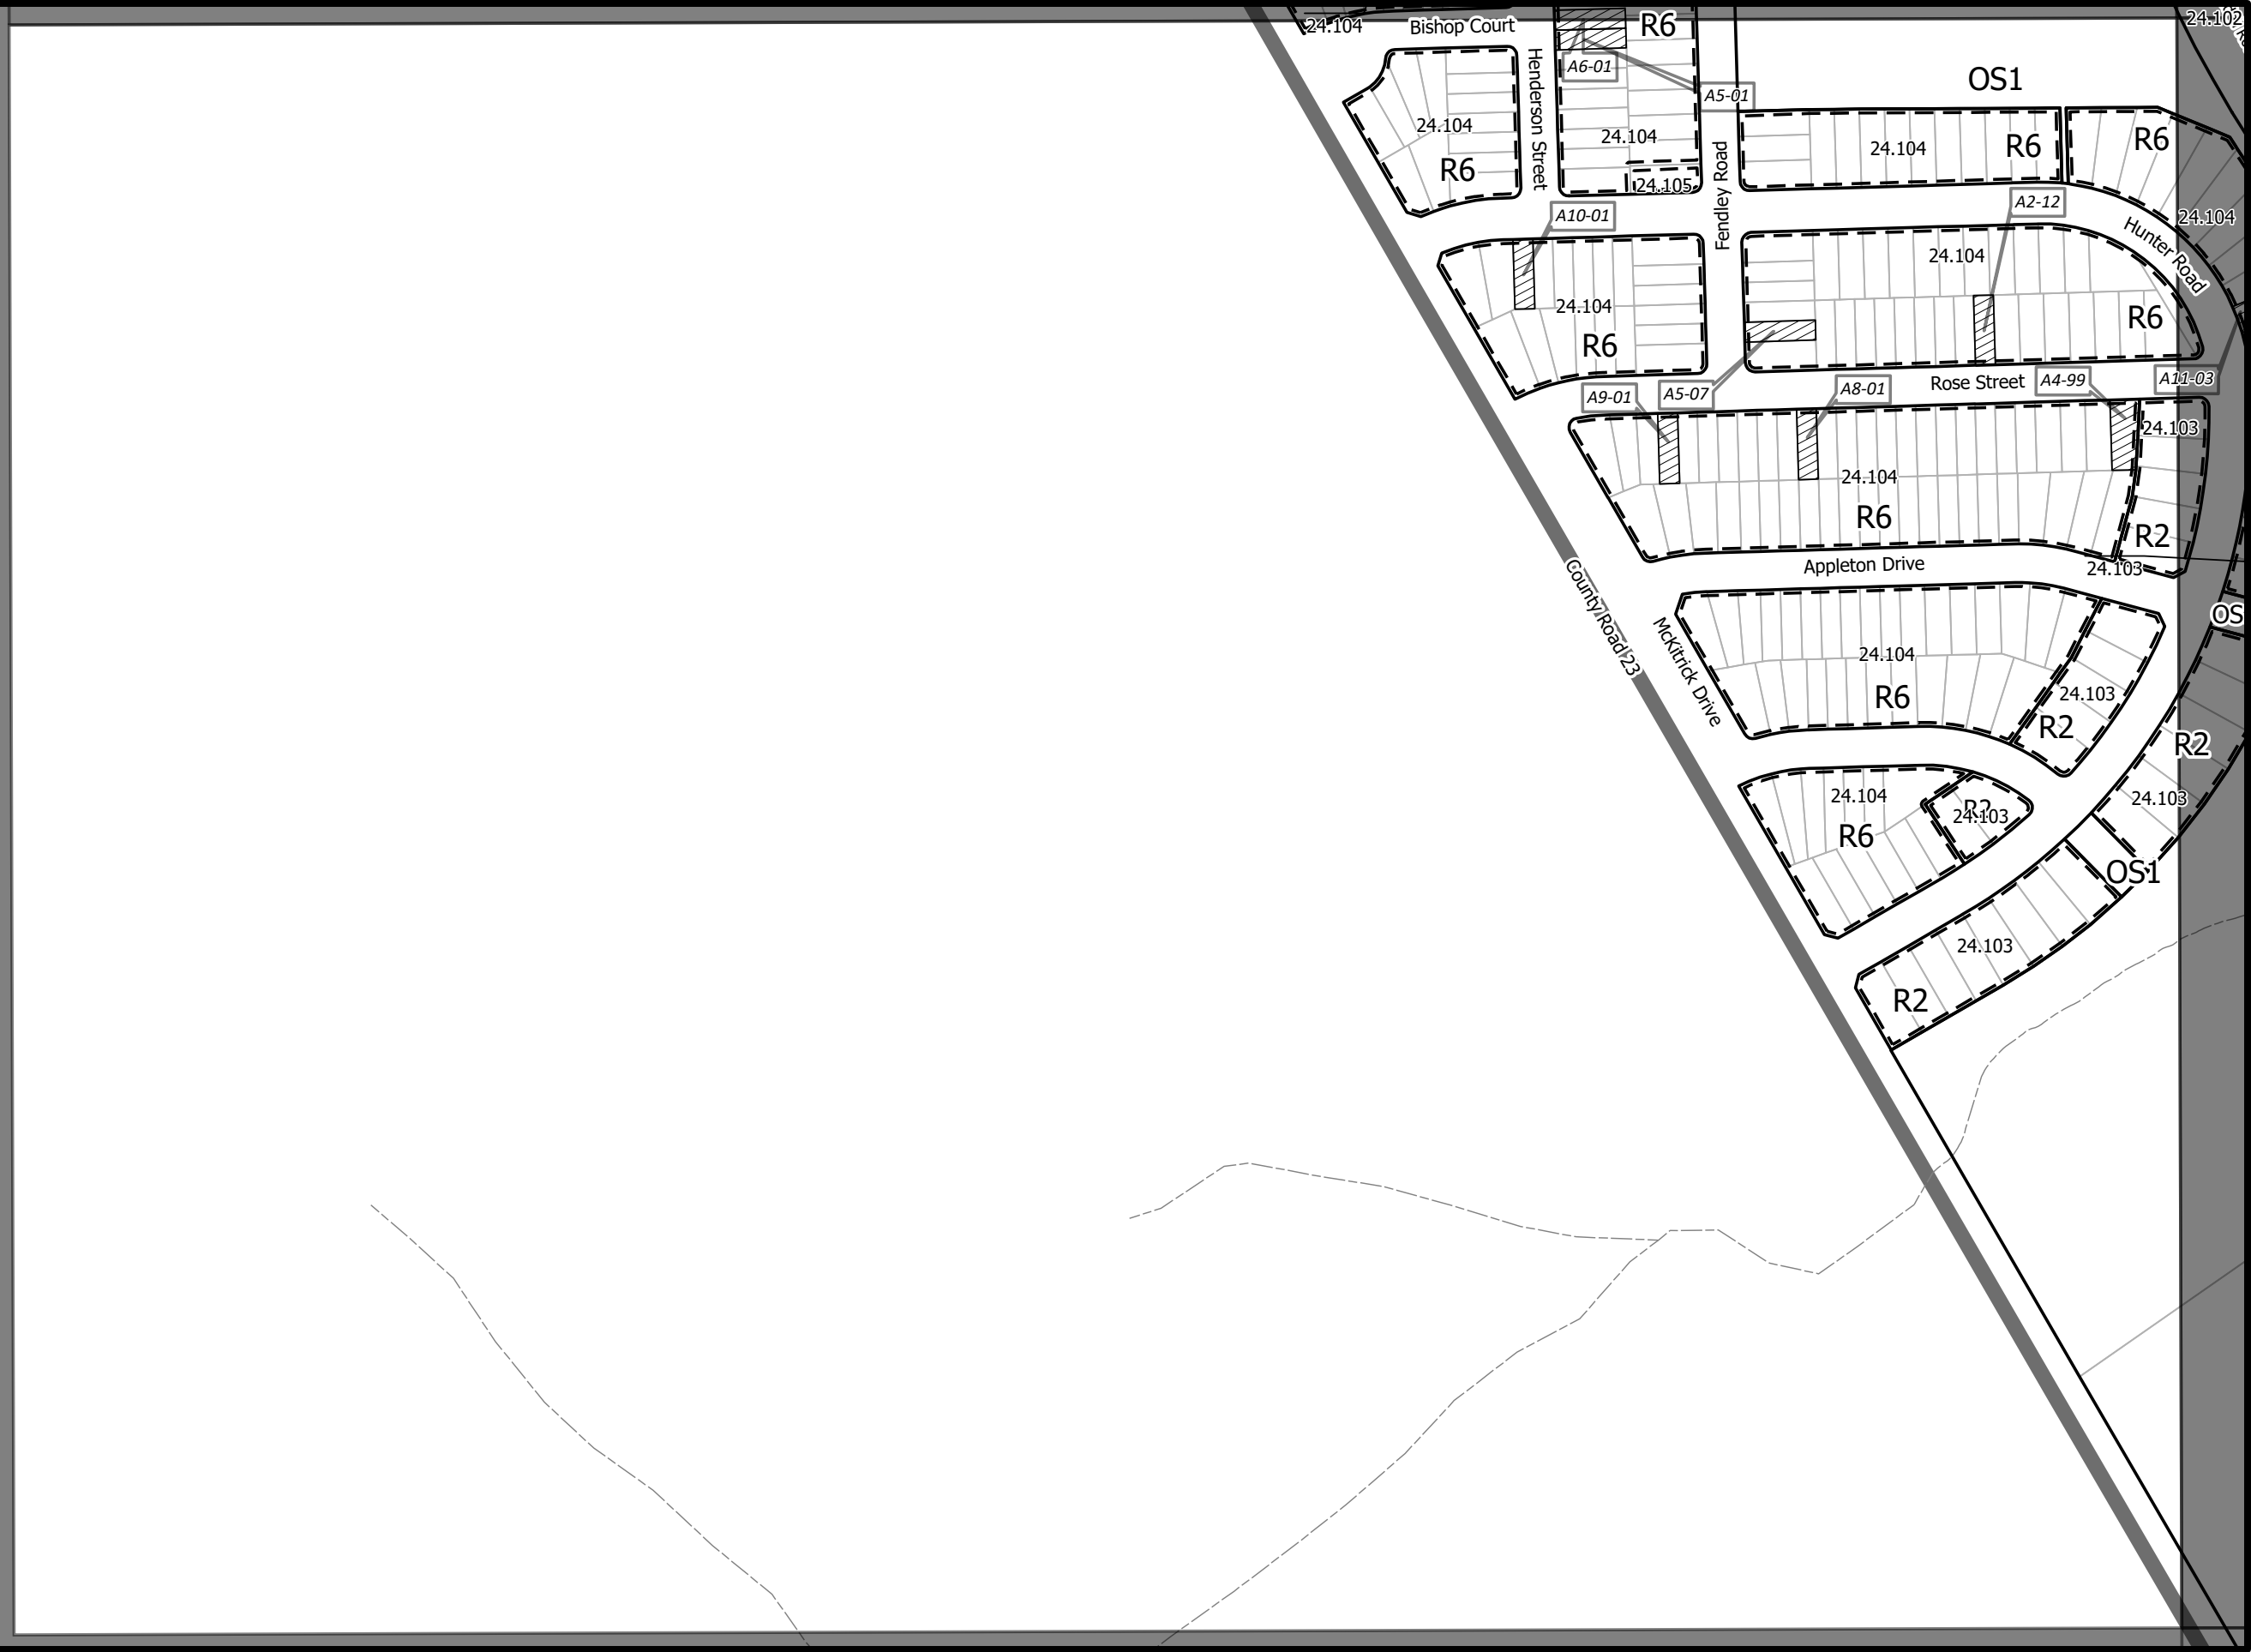 24.102
24.104
Bishop Court
R6
A6-01
OS1
A5-01
Henderson Street
24.104
24.104
24.104
R6
R6
R6
24.105
Fendley Road
A10-01
A2-12
24.104
Hunter Road
24.104
24.104
R6
R6
A9-01
A5-07
A8-01
Rose Street
A4-99
A11-03
24.103
24.104
R6
R2
County Road 23
Appleton Drive
24.103
OS
McKitrick Drive
24.104
R6
24.103
R2
R2
24.104
R6
R2
24.103
24.103
OS1
24.103
R2